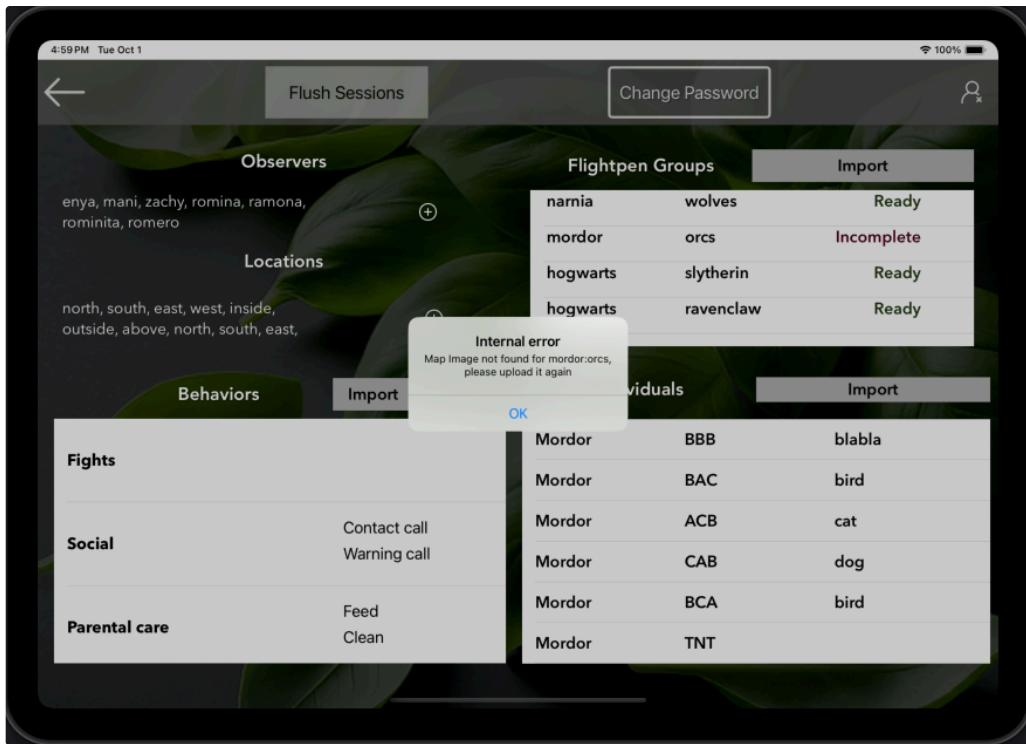 4:59 PM Tue Oct 1
100%
Flush Sessions
Change Password
Observers
enya, mani, zachy, romina, ramona,
rominita, romero
Locations
north, south, east, west, inside,
outside, above, north, south, east,
Flightpen Groups
Import
narnia wolves Ready
mordor orcs Incomplete
hogwarts slytherin Ready
hogwarts ravenclaw Ready
Internal error
Map Image not found for mordor:orcs,
please upload it again
OK
Behaviors
Import
Fights
Social
Contact call
Warning call
Parental care
Feed
Clean
viduals
Import
Mordor BBB blabla
Mordor BAC bird
Mordor ACB cat
Mordor CAB dog
Mordor BCA bird
Mordor TNT